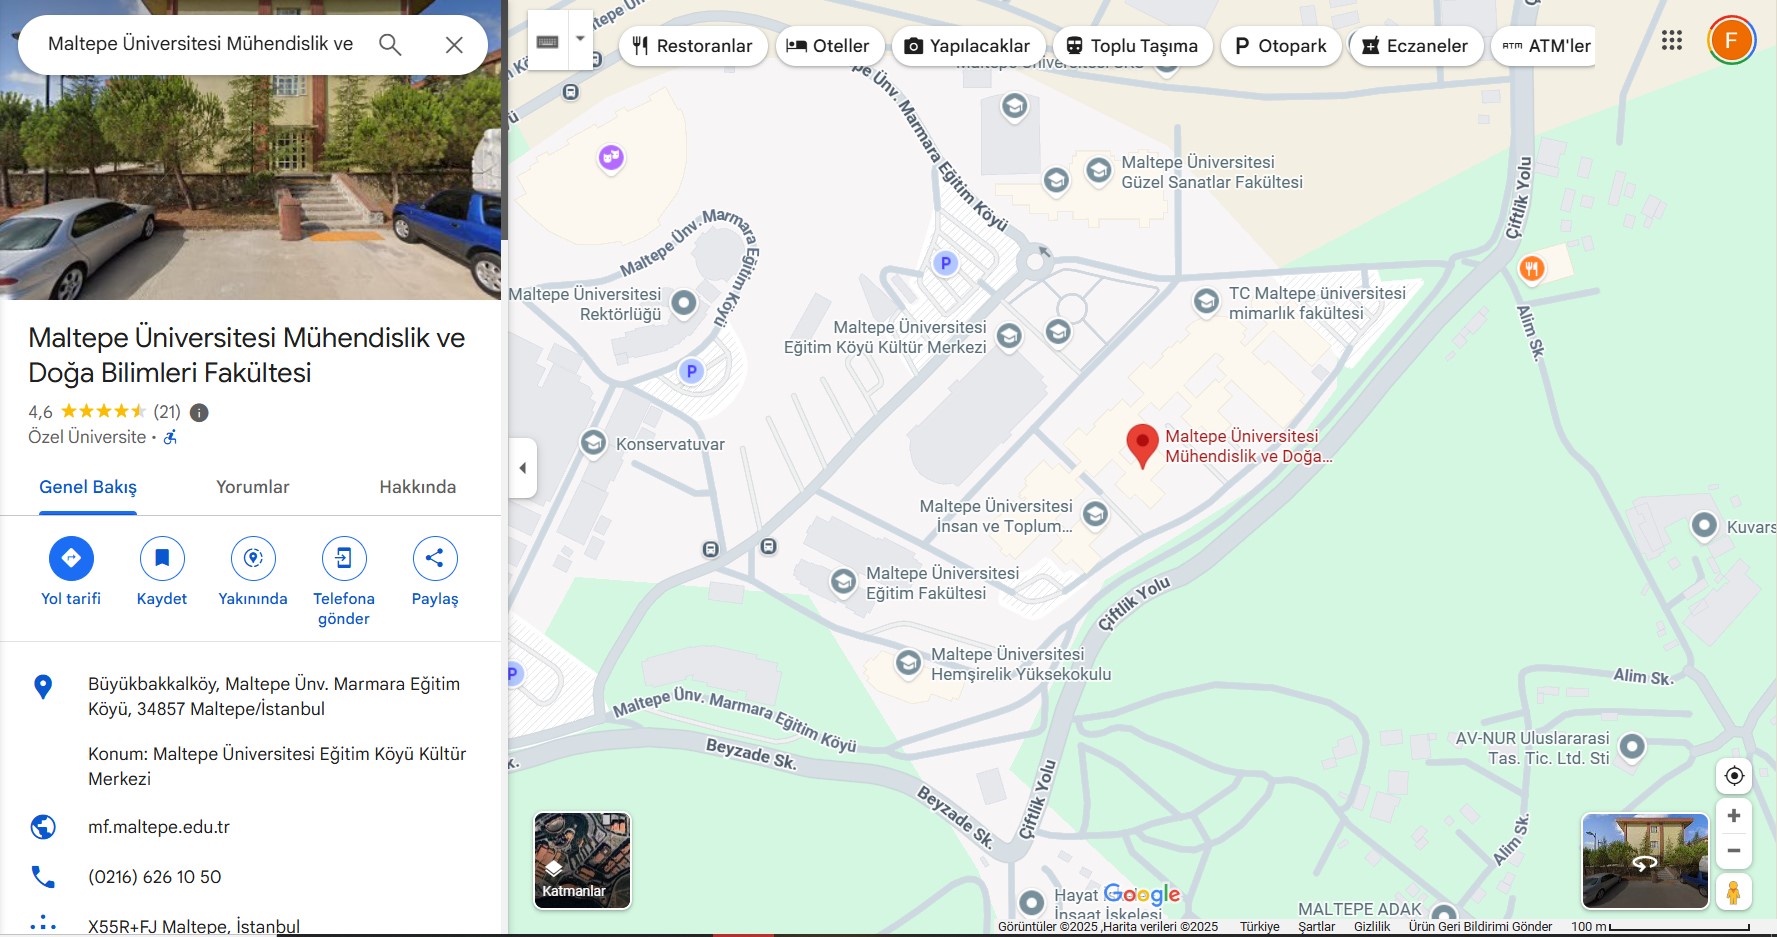 Maltepe Üniversitesi Mühendislik ve
Restoranlar
Oteller
Yapılacaklar
Toplu Taşıma
P Otopark
Eczaneler
ATM ATM'ler
F
Maltepe Üniversitesi Mühendislik ve
Doğa Bilimleri Fakültesi
4,6 (21)
Özel Üniversite ·
Genel Bakış
Yorumlar
Hakkında
Yol tarifi
Kaydet
Yakınında
Telefona
gönder
Paylaş
Büyükbakkalköy, Maltepe Ünv. Marmara Eğitim
Köyü, 34857 Maltepe/İstanbul
Konum: Maltepe Üniversitesi Eğitim Köyü Kültür
Merkezi
mf.maltepe.edu.tr
(0216) 626 10 50
X55R+FJ Maltepe, İstanbul
Marmara Eğitim Köyü
Maltepe Üniversitesi
Güzel Sanatlar Fakültesi
Çiftlik Yolu
Maltepe Ünv. Marmara Eğitim Köyü
P
Maltepe Üniversitesi
Rektörlüğü
TC Maltepe üniversitesi
mimarlık fakültesi
Alim Sk.
Maltepe Üniversitesi
Eğitim Köyü Kültür Merkezi
P
Konservatuvar
Maltepe Üniversitesi
Mühendislik ve Doğa...
Maltepe Üniversitesi
İnsan ve Toplum...
Kuvars
Maltepe Üniversitesi
Eğitim Fakültesi
Çiftlik Yolu
Maltepe Üniversitesi
Hemşirelik Yüksekokulu
P
Alim Sk.
Maltepe Ünv. Marmara Eğitim Köyü
Beyzade Sk.
AV-NUR Uluslararasi
Tas. Tic. Ltd. Sti
Beyzade Sk.
Çiftlik Yolu
Alim Sk.
Katmanlar
Hayat
İnşaat İskelesi
Google
MALTEPE ADAK
Görüntüler ©2025 ,Harita verileri ©2025 Türkiye Şartlar Gizlilik Ürün Geri Bildirimi Gönder 100 m